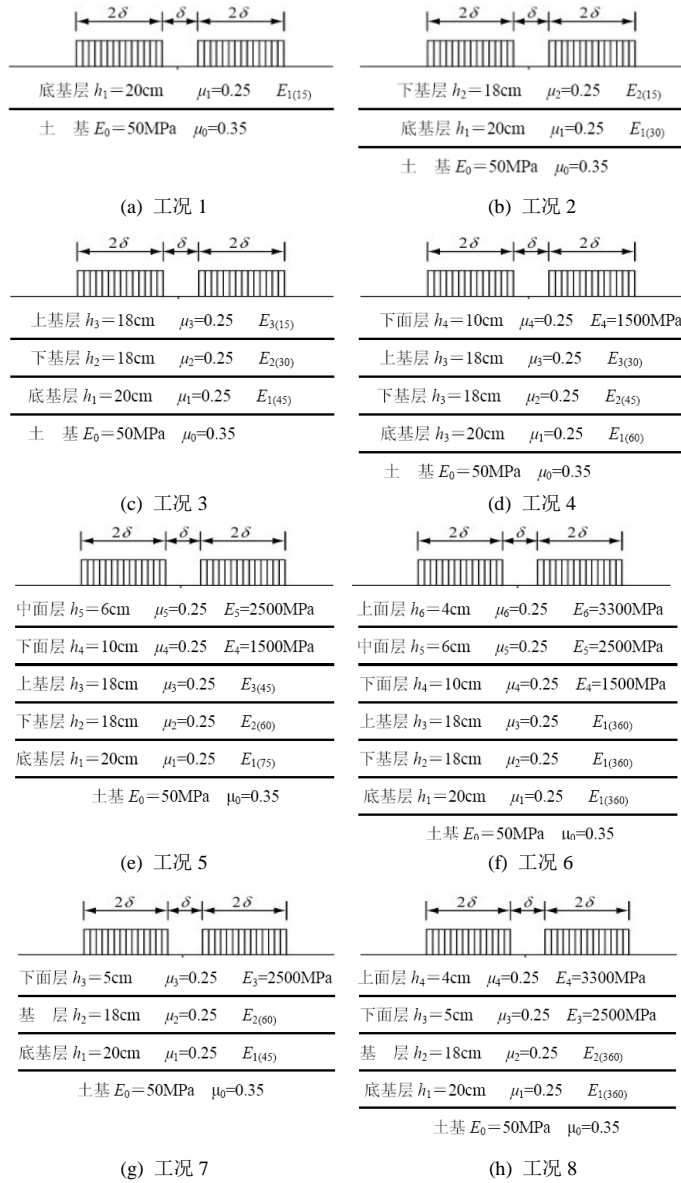 2δ δ 2δ
底基层 h₁＝20cm μ₁=0.25 E₁₍₁₅₎
土 基 E₀＝50MPa μ₀=0.35
(a) 工况 1
2δ δ 2δ
下基层 h₂＝18cm μ₂=0.25 E₂₍₁₅₎
底基层 h₁＝20cm μ₁=0.25 E₁₍₃₀₎
土 基 E₀＝50MPa μ₀=0.35
(b) 工况 2
2δ δ 2δ
上基层 h₃＝18cm μ₃=0.25 E₃₍₁₅₎
下基层 h₂＝18cm μ₂=0.25 E₂₍₃₀₎
底基层 h₁＝20cm μ₁=0.25 E₁₍₄₅₎
土 基 E₀＝50MPa μ₀=0.35
(c) 工况 3
2δ δ 2δ
下面层 h₄＝10cm μ₄=0.25 E₄＝1500MPa
上基层 h₃＝18cm μ₃=0.25 E₃₍₃₀₎
下基层 h₃＝18cm μ₂=0.25 E₂₍₄₅₎
底基层 h₃＝20cm μ₁=0.25 E₁₍₆₀₎
土 基 E₀＝50MPa μ₀=0.35
(d) 工况 4
2δ δ 2δ
中面层 h₅＝6cm μ₅=0.25 E₅＝2500MPa
下面层 h₄＝10cm μ₄=0.25 E₄＝1500MPa
上基层 h₃＝18cm μ₃=0.25 E₃₍₄₅₎
下基层 h₂＝18cm μ₂=0.25 E₂₍₆₀₎
底基层 h₁＝20cm μ₁=0.25 E₁₍₇₅₎
土基 E₀＝50MPa μ₀=0.35
(e) 工况 5
2δ δ 2δ
上面层 h₆＝4cm μ₆=0.25 E₆＝3300MPa
中面层 h₅＝6cm μ₅=0.25 E₅＝2500MPa
下面层 h₄＝10cm μ₄=0.25 E₄＝1500MPa
上基层 h₃＝18cm μ₃=0.25 E₁₍₃₆₀₎
下基层 h₂＝18cm μ₂=0.25 E₁₍₃₆₀₎
底基层 h₁＝20cm μ₁=0.25 E₁₍₃₆₀₎
土基 E₀＝50MPa μ₀=0.35
(f) 工况 6
2δ δ 2δ
下面层 h₃＝5cm μ₃=0.25 E₃=2500MPa
基 层 h₂＝18cm μ₂=0.25 E₂₍₆₀₎
底基层 h₁＝20cm μ₁=0.25 E₁₍₄₅₎
土基 E₀＝50MPa μ₀=0.35
(g) 工况 7
2δ δ 2δ
上面层 h₄＝4cm μ₄=0.25 E₄＝3300MPa
下面层 h₃＝5cm μ₃=0.25 E₃＝2500MPa
基 层 h₂＝18cm μ₂=0.25 E₂₍₃₆₀₎
底基层 h₁＝20cm μ₁=0.25 E₁₍₃₆₀₎
土基 E₀＝50MPa μ₀=0.35
(h) 工况 8